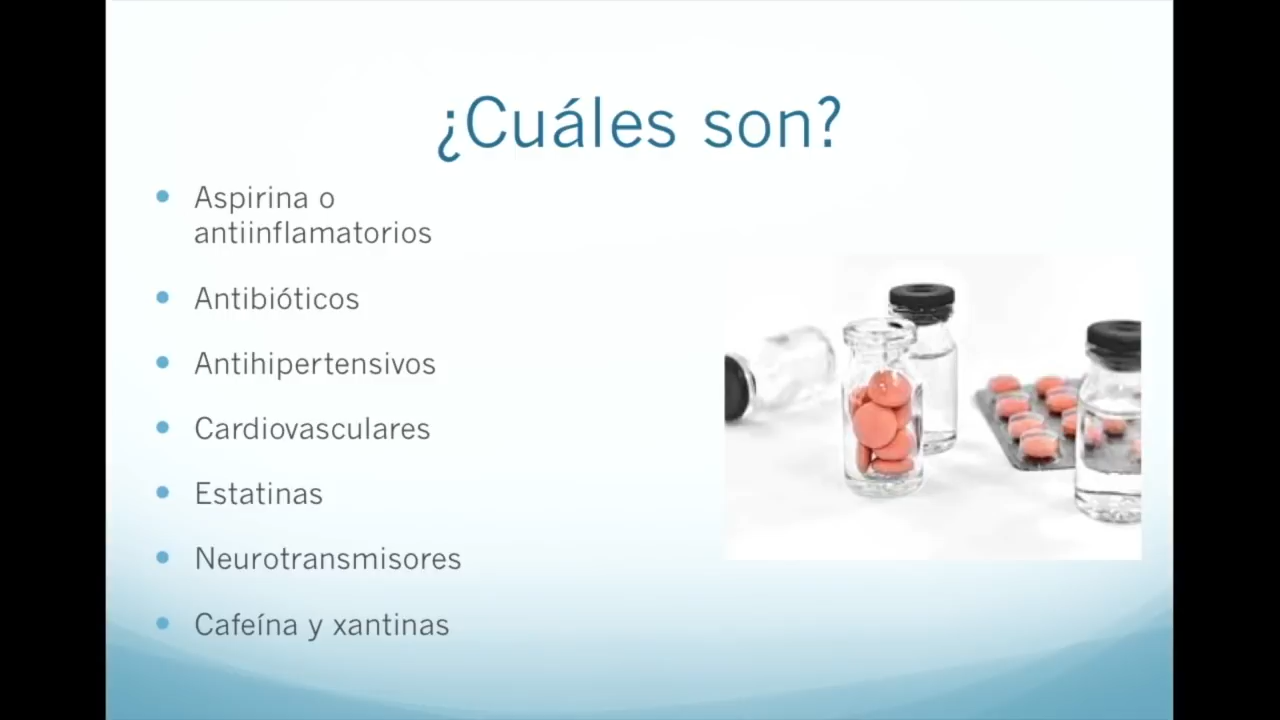 ¿Cuáles son?
Aspirina o
antiinflamatorios
Antibióticos
Antihipertensivos
Cardiovasculares
Estatinas
Neurotransmisores
Cafeína y xantinas